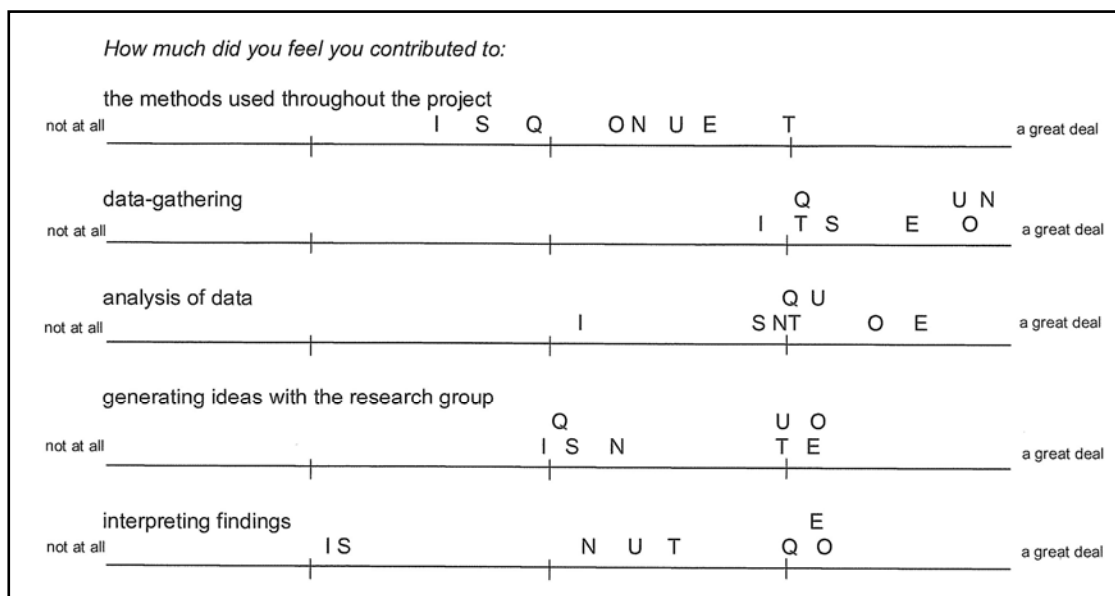 How much did you feel you contributed to:
the methods used throughout the project
not at all I S Q O N U E T a great deal
data-gathering
Q U N
not at all I T S E O a great deal
analysis of data
Q U
not at all I S N T O E a great deal
generating ideas with the research group
Q U O
not at all I S N T E a great deal
interpreting findings
E
not at all I S N U T Q O a great deal